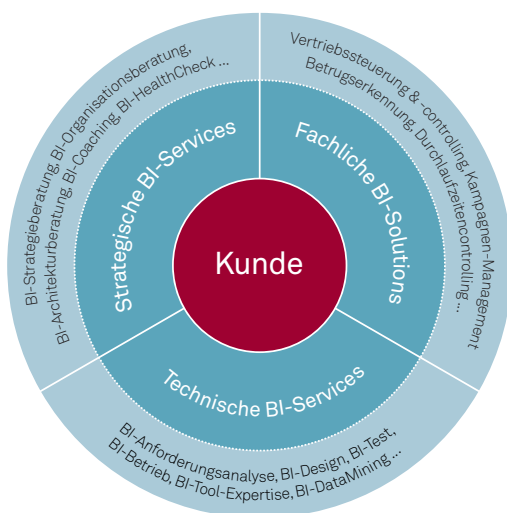 BI-Strategieberatung, BI-Organisationsberatung,
BI-Architekturberatung, BI-Coaching, BI-HealthCheck ...
Strategische BI-Services
Vertriebssteuerung & -controlling, Kampagnen-Management
Betrugserkennung, Durchlaufzeitencontrolling ...
Fachliche BI-Solutions
Kunde
Technische BI-Services
BI-Anforderungsanalyse, BI-Design, BI-Test,
BI-Betrieb, BI-Tool-Expertise, BI-DataMining ...